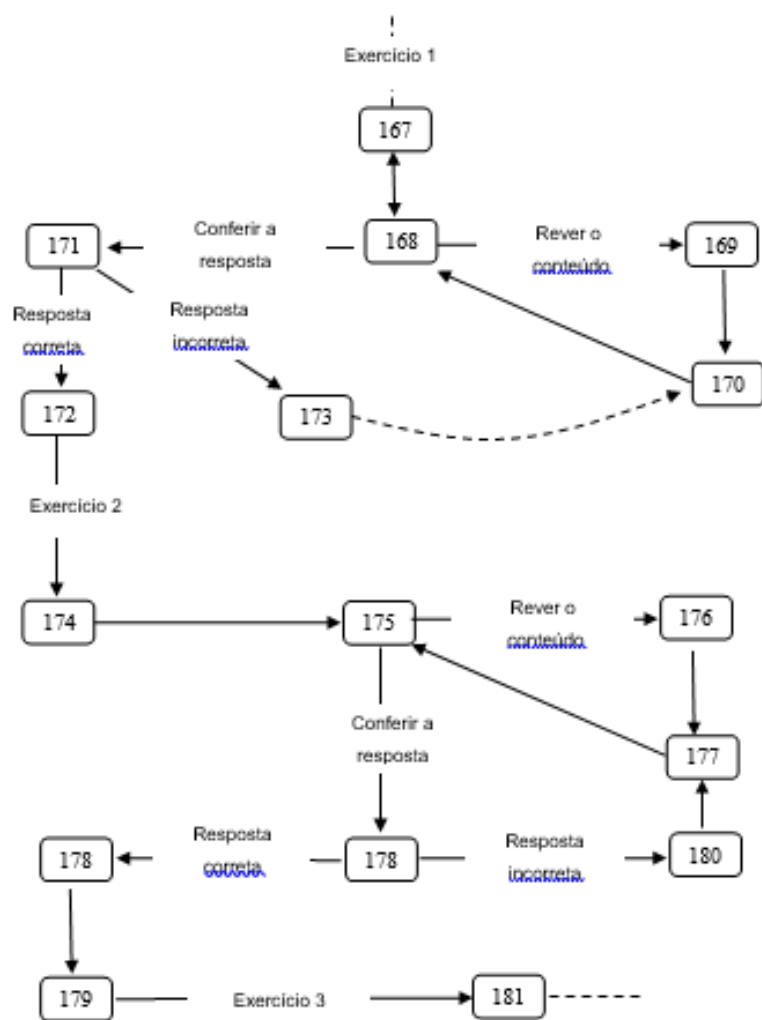 Exercício 1
167
171
Conferir a
resposta
168
Rever o
conteúdo
169
Resposta
correta
Resposta
incorreta
170
172
173
Exercício 2
174
175
Rever o
conteúdo
176
Conferir a
resposta
177
178
Resposta
correta
178
Resposta
incorreta
180
179
Exercício 3
181